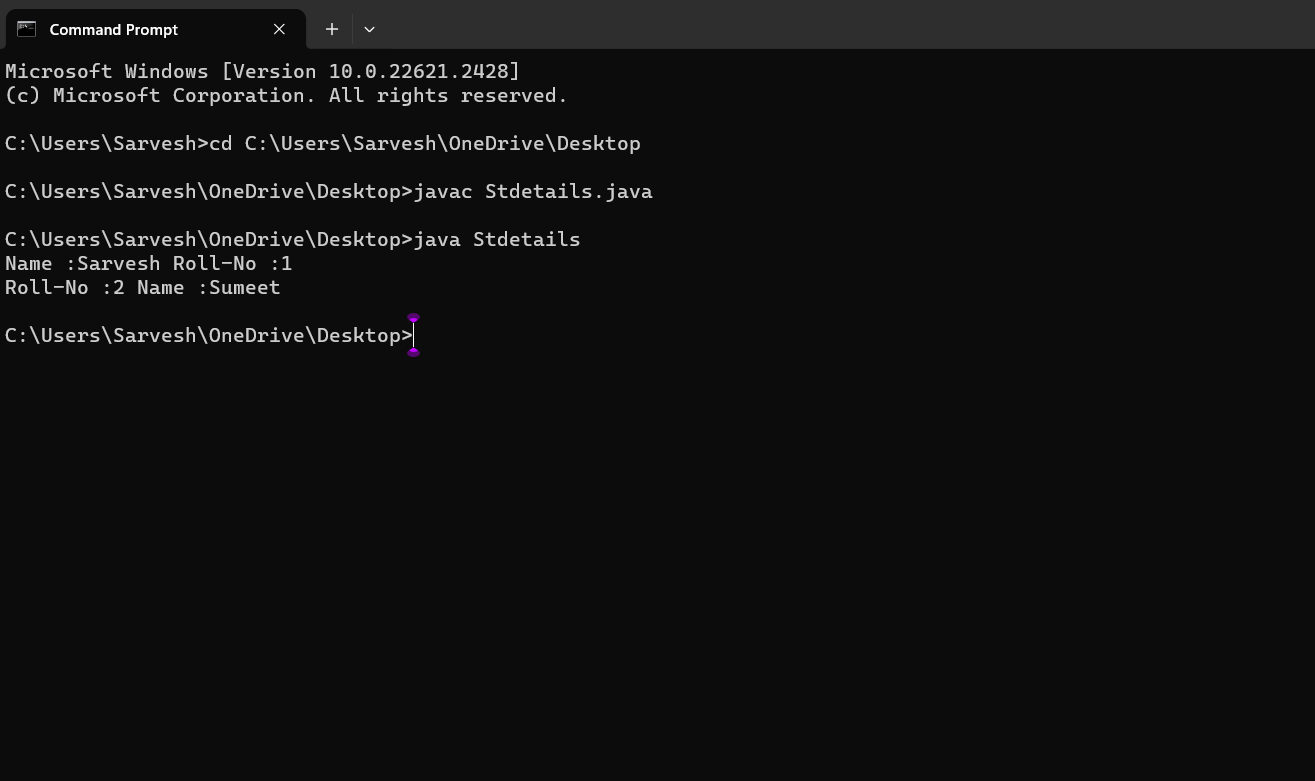 Command Prompt
Microsoft Windows [Version 10.0.22621.2428]
(c) Microsoft Corporation. All rights reserved.
C:\Users\Sarvesh>cd C:\Users\Sarvesh\OneDrive\Desktop
C:\Users\Sarvesh\OneDrive\Desktop>javac Stdetails.java
C:\Users\Sarvesh\OneDrive\Desktop>java Stdetails
Name :Sarvesh Roll-No :1
Roll-No :2 Name :Sumeet
C:\Users\Sarvesh\OneDrive\Desktop>